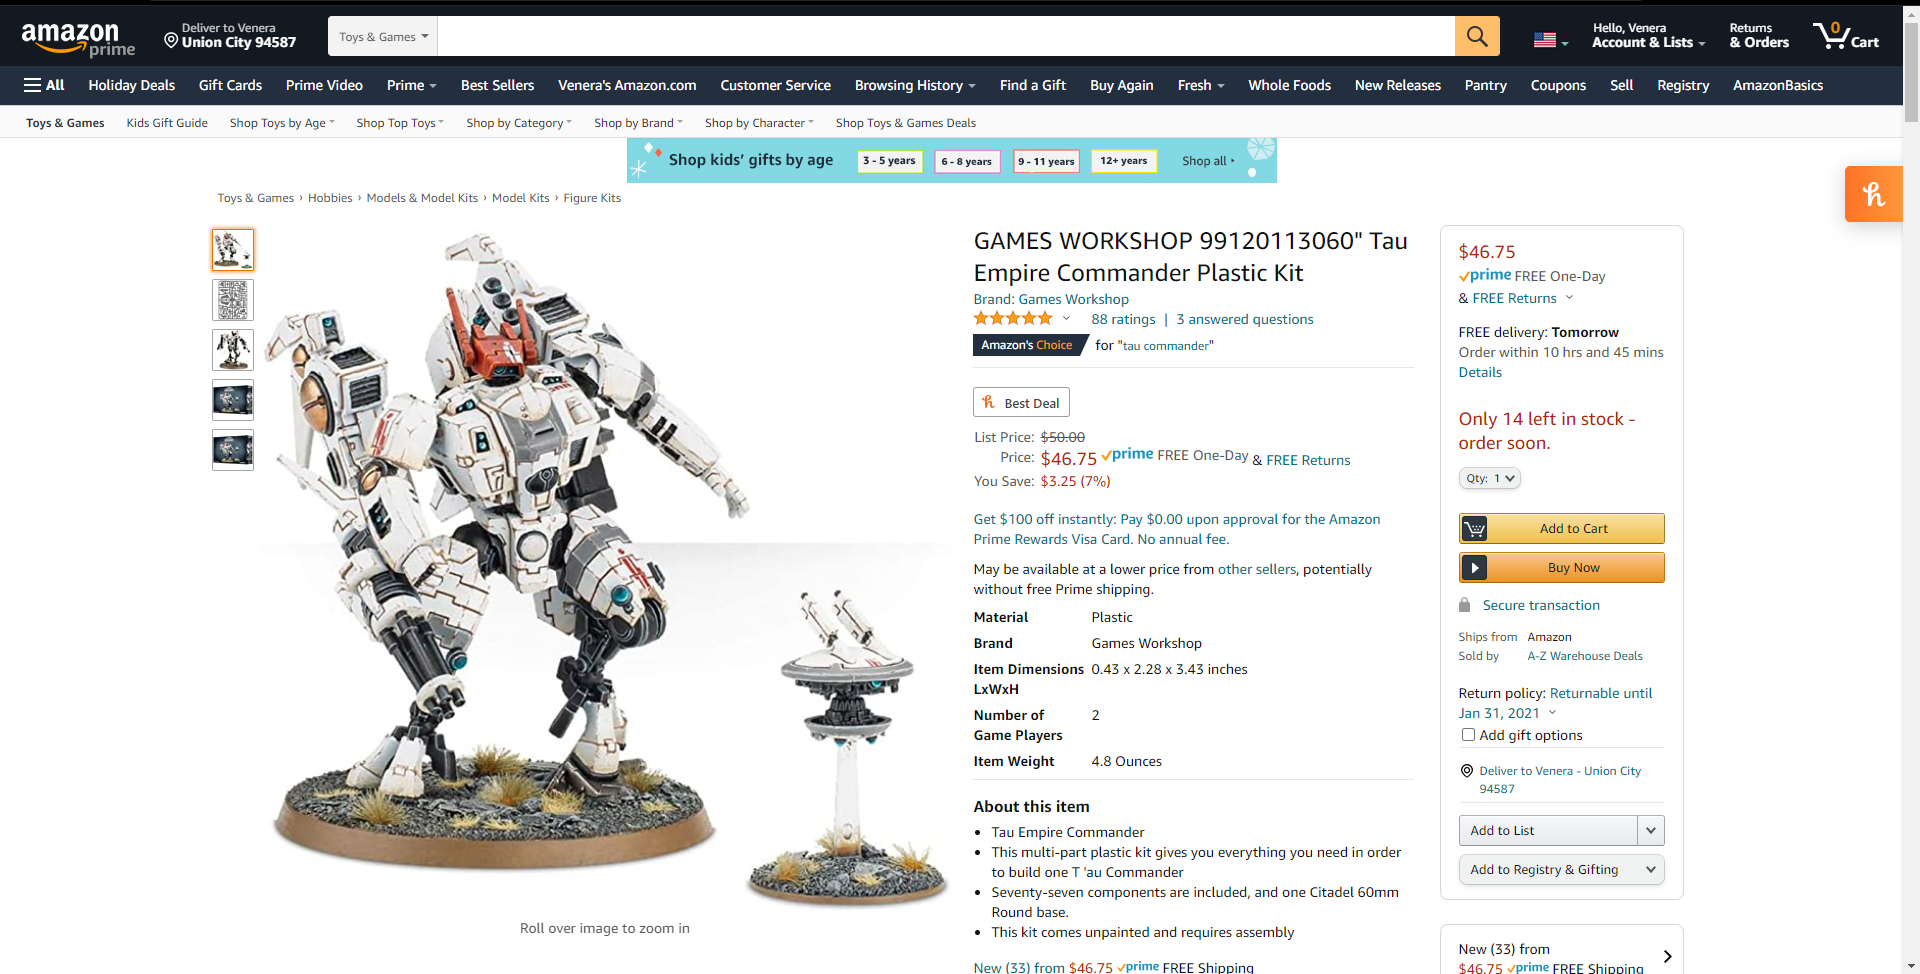 amazon
prime
Deliver to Venera
Union City 94587
Toys & Games
Hello, Venera
Account & Lists
Returns
& Orders
0
Cart
All
Holiday Deals
Gift Cards
Prime Video
Prime
Best Sellers
Venera's Amazon.com
Customer Service
Browsing History
Find a Gift
Buy Again
Fresh
Whole Foods
New Releases
Pantry
Coupons
Sell
Registry
AmazonBasics
Toys & Games
Kids Gift Guide
Shop Toys by Age
Shop Top Toys
Shop by Category
Shop by Brand
Shop by Character
Shop Toys & Games Deals
Shop kids' gifts by age
3 - 5 years
6 - 8 years
9 - 11 years
12+ years
Shop all ›
Toys & Games › Hobbies › Models & Model Kits › Model Kits › Figure Kits
Roll over image to zoom in
GAMES WORKSHOP 99120113060" Tau
Empire Commander Plastic Kit
Brand: Games Workshop
88 ratings | 3 answered questions
Amazon's Choice for "tau commander"
Best Deal
List Price: $50.00
Price: $46.75 prime FREE One-Day & FREE Returns
You Save: $3.25 (7%)
Get $100 off instantly: Pay $0.00 upon approval for the Amazon
Prime Rewards Visa Card. No annual fee.
May be available at a lower price from other sellers, potentially
without free Prime shipping.
Material Plastic
Brand Games Workshop
Item Dimensions 0.43 x 2.28 x 3.43 inches
LxWxH
Number of 2
Game Players
Item Weight 4.8 Ounces
About this item
• Tau Empire Commander
• This multi-part plastic kit gives you everything you need in order
to build one T 'au Commander
• Seventy-seven components are included, and one Citadel 60mm
Round base.
• This kit comes unpainted and requires assembly
New (33) from $46.75 prime FREE Shipping
$46.75
prime FREE One-Day
& FREE Returns
FREE delivery: Tomorrow
Order within 10 hrs and 45 mins
Details
Only 14 left in stock -
order soon.
Qty: 1
Add to Cart
Buy Now
Secure transaction
Ships from Amazon
Sold by A-Z Warehouse Deals
Return policy: Returnable until
Jan 31, 2021
Add gift options
Deliver to Venera - Union City
94587
Add to List
Add to Registry & Gifting
New (33) from
$46.75 prime FREE Shipping